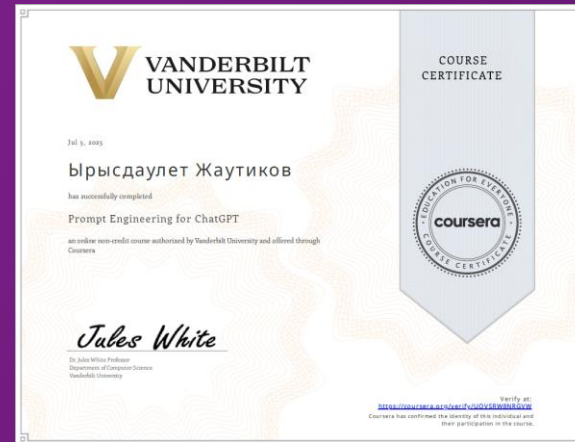 VANDERBILT
UNIVERSITY
COURSE
CERTIFICATE
Jul 5, 2025
Ырысдаулет Жаутиков
has successfully completed
Prompt Engineering for ChatGPT
an online non-credit course authorized by Vanderbilt University and offered through
Coursera
EDUCATION FOR EVERYONE
coursera
COURSE CERTIFICATE
Jules White
Dr. Jules White Professor
Department of Computer Science
Vanderbilt University
Verify at:
Coursera has confirmed the identity of this individual and
their participation in the course.